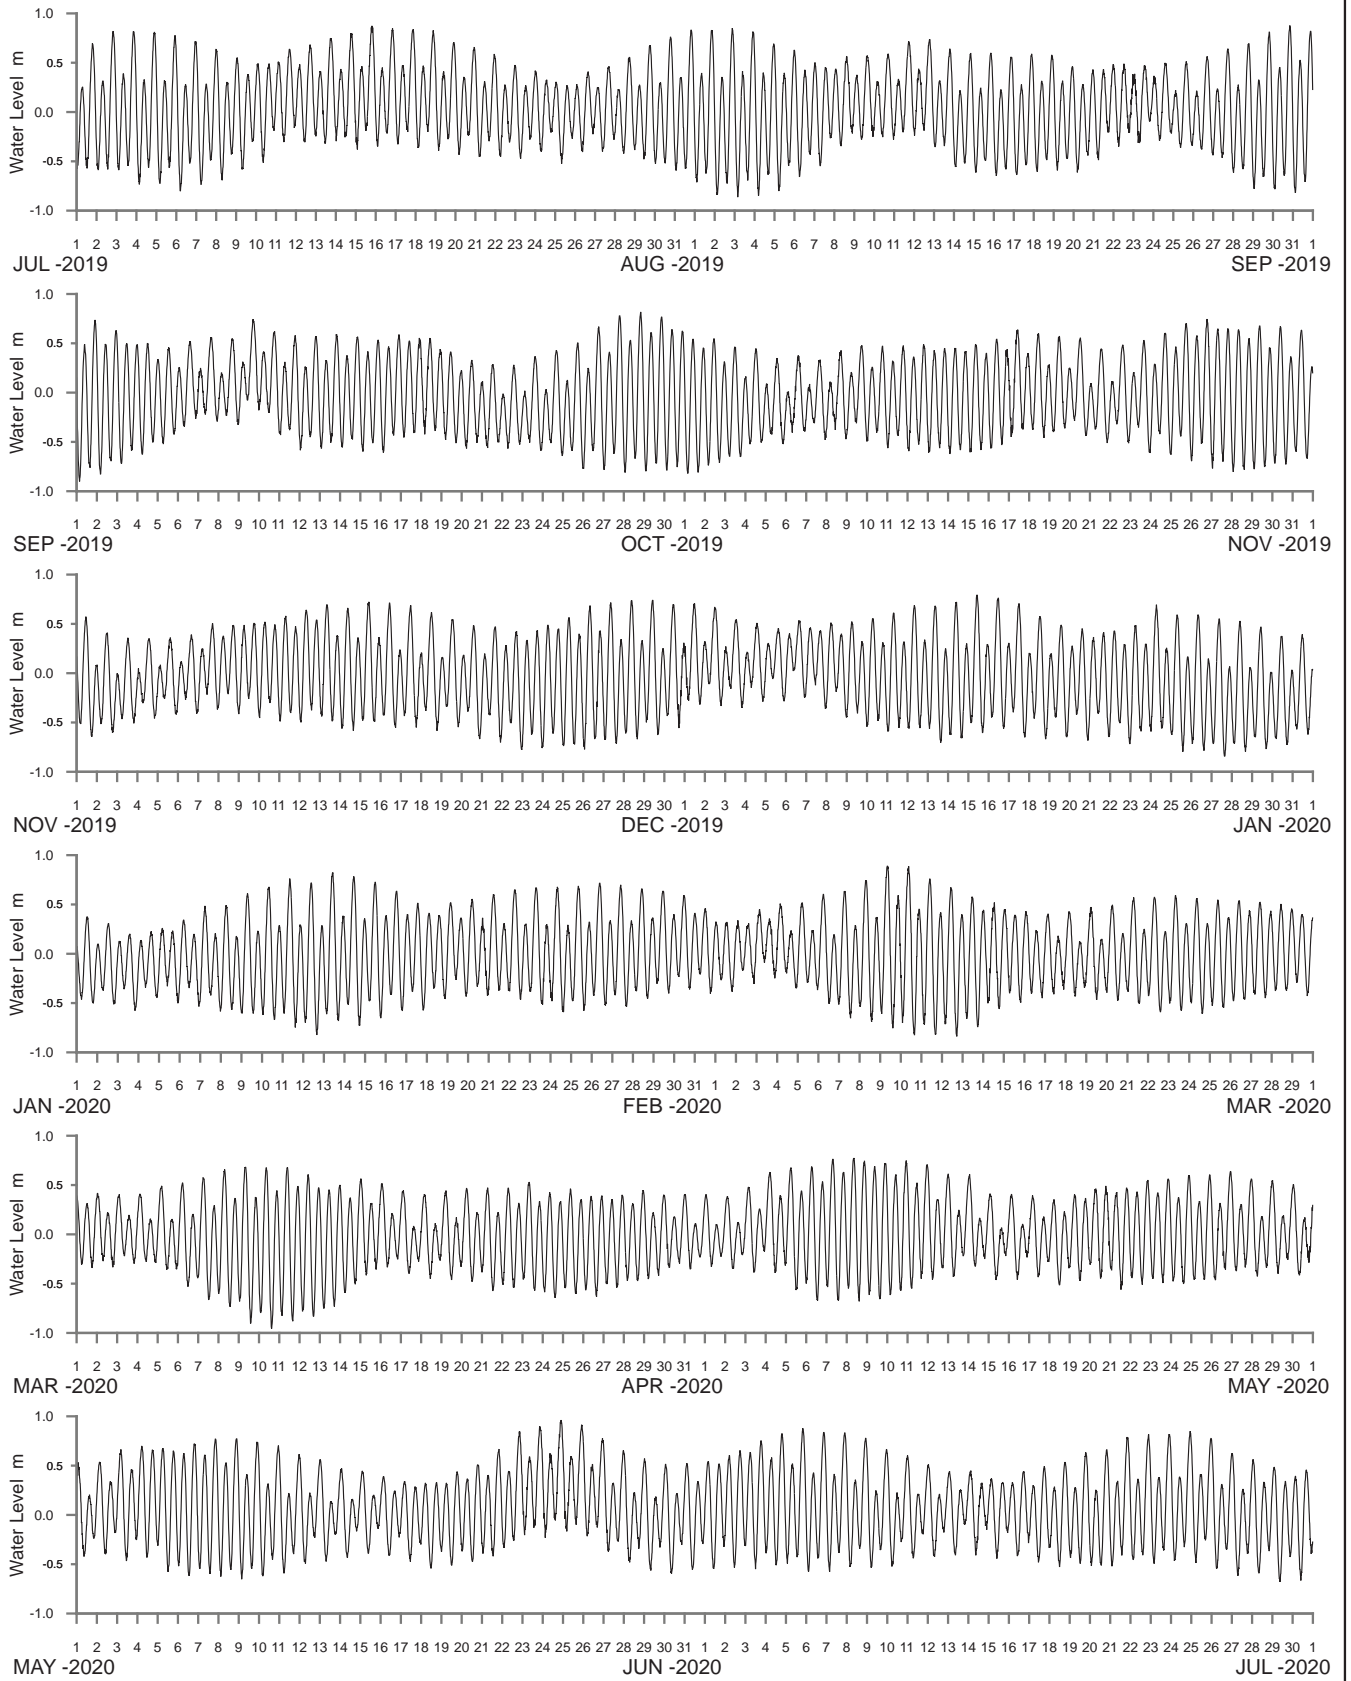 1.0
0.5
0.0
-0.5
-1.0
Water Level m
1 2 3 4 5 6 7 8 9 10 11 12 13 14 15 16 17 18 19 20 21 22 23 24 25 26 27 28 29 30 31 1 2 3 4 5 6 7 8 9 10 11 12 13 14 15 16 17 18 19 20 21 22 23 24 25 26 27 28 29 30 31 1
JUL -2019 AUG -2019 SEP -2019
1.0
0.5
0.0
-0.5
-1.0
Water Level m
1 2 3 4 5 6 7 8 9 10 11 12 13 14 15 16 17 18 19 20 21 22 23 24 25 26 27 28 29 30 1 2 3 4 5 6 7 8 9 10 11 12 13 14 15 16 17 18 19 20 21 22 23 24 25 26 27 28 29 30 31 1
SEP -2019 OCT -2019 NOV -2019
1.0
0.5
0.0
-0.5
-1.0
Water Level m
1 2 3 4 5 6 7 8 9 10 11 12 13 14 15 16 17 18 19 20 21 22 23 24 25 26 27 28 29 30 1 2 3 4 5 6 7 8 9 10 11 12 13 14 15 16 17 18 19 20 21 22 23 24 25 26 27 28 29 30 31 1
NOV -2019 DEC -2019 JAN -2020
1.0
0.5
0.0
-0.5
-1.0
Water Level m
1 2 3 4 5 6 7 8 9 10 11 12 13 14 15 16 17 18 19 20 21 22 23 24 25 26 27 28 29 30 31 1 2 3 4 5 6 7 8 9 10 11 12 13 14 15 16 17 18 19 20 21 22 23 24 25 26 27 28 29 1
JAN -2020 FEB -2020 MAR -2020
1.0
0.5
0.0
-0.5
-1.0
Water Level m
1 2 3 4 5 6 7 8 9 10 11 12 13 14 15 16 17 18 19 20 21 22 23 24 25 26 27 28 29 30 31 1 2 3 4 5 6 7 8 9 10 11 12 13 14 15 16 17 18 19 20 21 22 23 24 25 26 27 28 29 30 1
MAR -2020 APR -2020 MAY -2020
1.0
0.5
0.0
-0.5
-1.0
Water Level m
1 2 3 4 5 6 7 8 9 10 11 12 13 14 15 16 17 18 19 20 21 22 23 24 25 26 27 28 29 30 31 1 2 3 4 5 6 7 8 9 10 11 12 13 14 15 16 17 18 19 20 21 22 23 24 25 26 27 28 29 30 1
MAY -2020 JUN -2020 JUL -2020